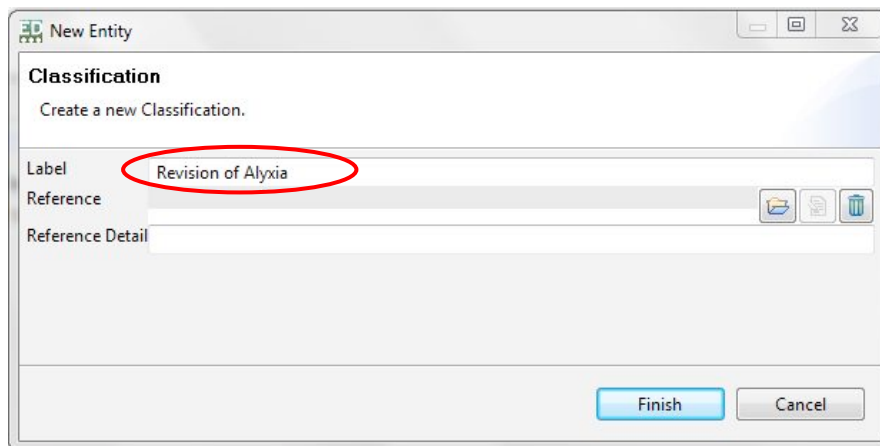 New Entity
Classification
Create a new Classification.
Label Revision of Alyxia
Reference
Reference Detail
Finish Cancel